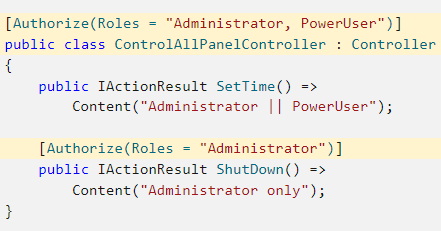 [Authorize(Roles = "Administrator, PowerUser")]
public class ControlAllPanelController : Controller
{
    public IActionResult SetTime() =>
        Content("Administrator || PowerUser");

    [Authorize(Roles = "Administrator")]
    public IActionResult ShutDown() =>
        Content("Administrator only");
}